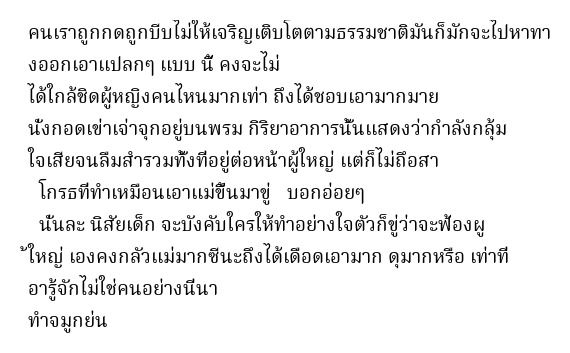 คนเราถูกกดถูกบีบไม่ให้เจริญเติบโตตามธรรมชาติมันก็มักจะไปหาทา
งออกเอาแปลกๆ แบบ นี้ คงจะไม่
ได้ใกล้ชิดผู้หญิงคนไหนมากเท่า ถึงได้ชอบเอามากมาย
นั่งกอดเข่าเจ่าจุกอยู่บนพรม กิริยาอาการนั้นแสดงว่ากำลังกลุ้ม
ใจเสียจนลืมสำรวมทั้งที่อยู่ต่อหน้าผู้ใหญ่ แต่ก็ไม่ถือสา
โกรธที่ทำเหมือนเอาแม่ขึ้นมาขู่ บอกอ่อยๆ
นั่นละ นิสัยเด็ก จะบังคับใครให้ทำอย่างใจตัวก็ขู่ว่าจะฟ้องผู
้ใหญ่ เองคงกลัวแม่มากซีนะถึงได้เดือดเอามาก ดุมากหรือ เท่าที่
อารู้จักไม่ใช่คนอย่างนี้นา
ทำจมูกย่น